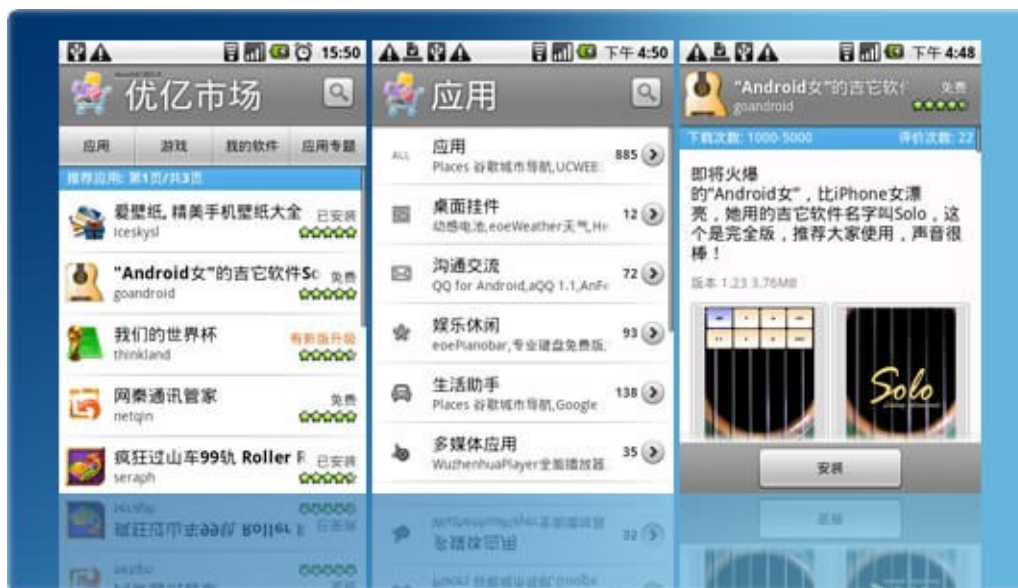 15:50
优亿市场
应用
游戏
我的软件
应用专题
推荐应用: 第1页/共3页
爱壁纸, 精美手机壁纸大全
已安装
iceskysl
"Android女"的吉它软件So
免费
goandroid
我们的世界杯
有新版升级
thinkland
网秦通讯管家
免费
netqin
疯狂过山车99轨 Roller R
已安装
seraph
下午 4:50
应用
ALL
应用
885
Places 谷歌城市导航,UCWEE
桌面挂件
12
动感电池,eoeWeather天气,He
沟通交流
72
QQ for Android,aQQ 1.1,AnFe
娱乐休闲
93
eoePianobar,专业键盘免费版,
生活助手
138
Places 谷歌城市导航,Google
多媒体应用
35
WuzhenhuaPlayer全能播放器
下午 4:48
"Android女"的吉它软件
免费
goandroid
下载次数: 1000-5000
评价次数: 22
即将火爆
的“Android女”，比iPhone女漂
亮，她用的吉它软件名字叫Solo，这
个是完全版，推荐大家使用，声音很
棒！
版本 1.23 3.76MB
Solo
安装